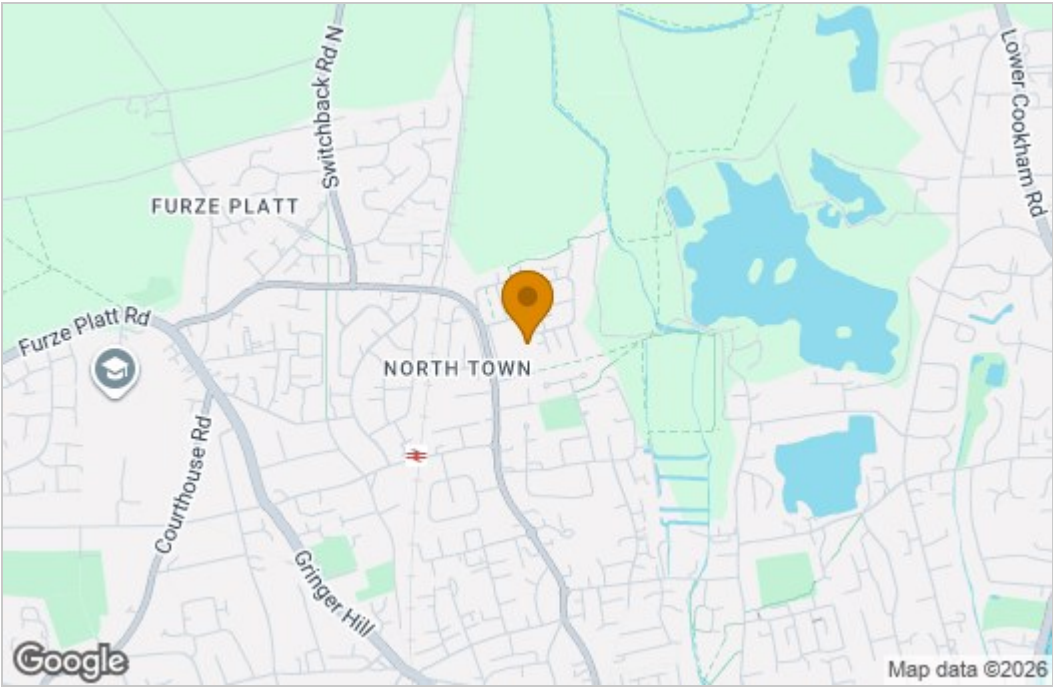 Switchback Rd N
Lower Cookham Rd
FURZE PLATT
Furze Platt Rd
NORTH TOWN
Courthouse Rd
Gringer Hill
Google
Map data ©2026